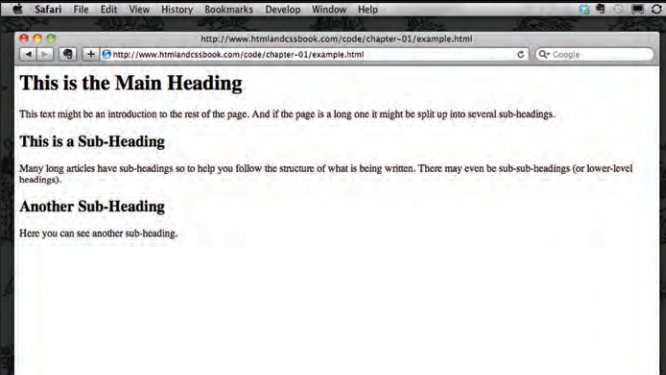 Safari File Edit View History Bookmarks Develop Window Help
http://www.htmlandcssbook.com/code/chapter-01/example.html
http://www.htmlandcssbook.com/code/chapter-01/example.html Google
This is the Main Heading
This text might be an introduction to the rest of the page. And if the page is a long one it might be split up into several sub-headings.
This is a Sub-Heading
Many long articles have sub-headings so to help you follow the structure of what is being written. There may even be sub-sub-headings (or lower-level
headings).
Another Sub-Heading
Here you can see another sub-heading.